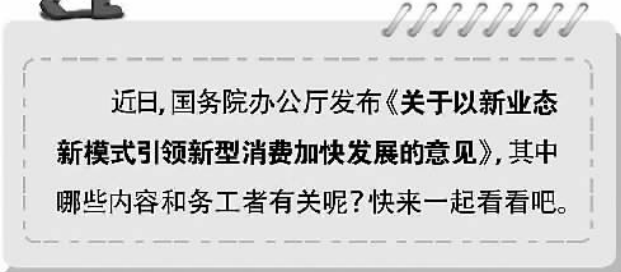 近日,国务院办公厅发布《关于以新业态
新模式引领新型消费加快发展的意见》,其中
哪些内容和务工者有关呢?快来一起看看吧。